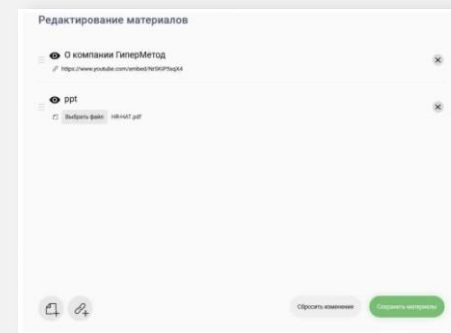 Редактирование материалов
О компании ГиперМетод
https://www.youtube.com/embed/NrSKIP5sqX4
ppt
Выбрать файл HR-HAT.pdf
Сбросить изменения Сохранить материалы